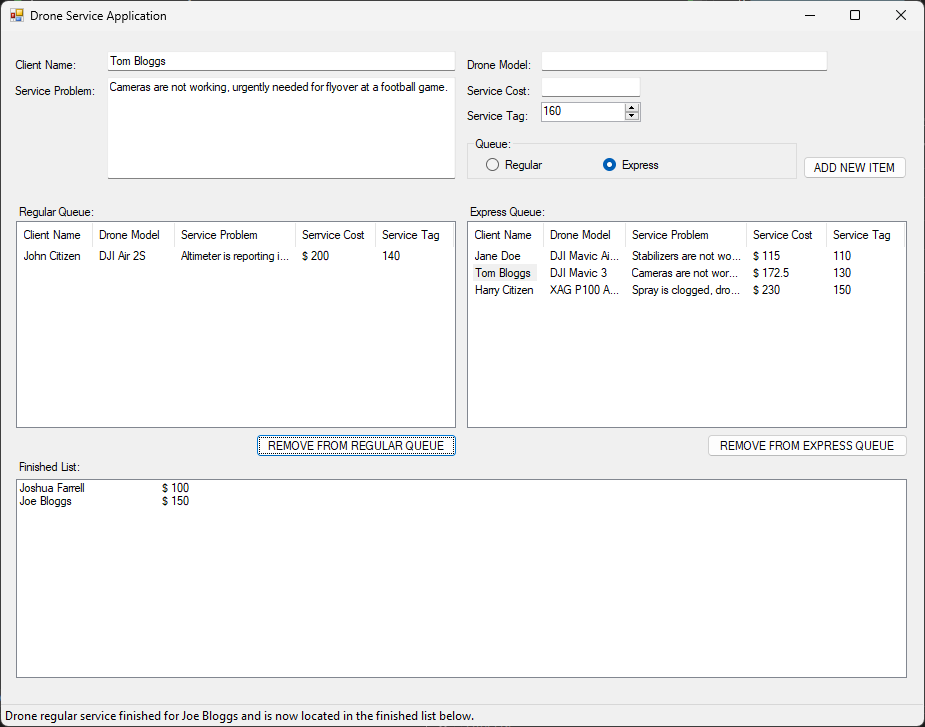 Drone Service Application
Client Name: Tom Bloggs
Drone Model:
Service Problem: Cameras are not working, urgently needed for flyover at a football game.
Service Cost:
Service Tag: 160
Queue:
Regular Express
ADD NEW ITEM
Regular Queue:
Client Name Drone Model Service Problem Serrvice Cost Service Tag
John Citizen DJI Air 2S Altimeter is reporting i... $ 200 140
REMOVE FROM REGULAR QUEUE
Express Queue:
Client Name Drone Model Service Problem Service Cost Service Tag
Jane Doe DJI Mavic Ai... Stabilizers are not wo... $ 115 110
Tom Bloggs DJI Mavic 3 Cameras are not wor... $ 172.5 130
Harry Citizen XAG P100 A... Spray is clogged, dro... $ 230 150
REMOVE FROM EXPRESS QUEUE
Finished List:
Joshua Farrell $ 100
Joe Bloggs $ 150
Drone regular service finished for Joe Bloggs and is now located in the finished list below.